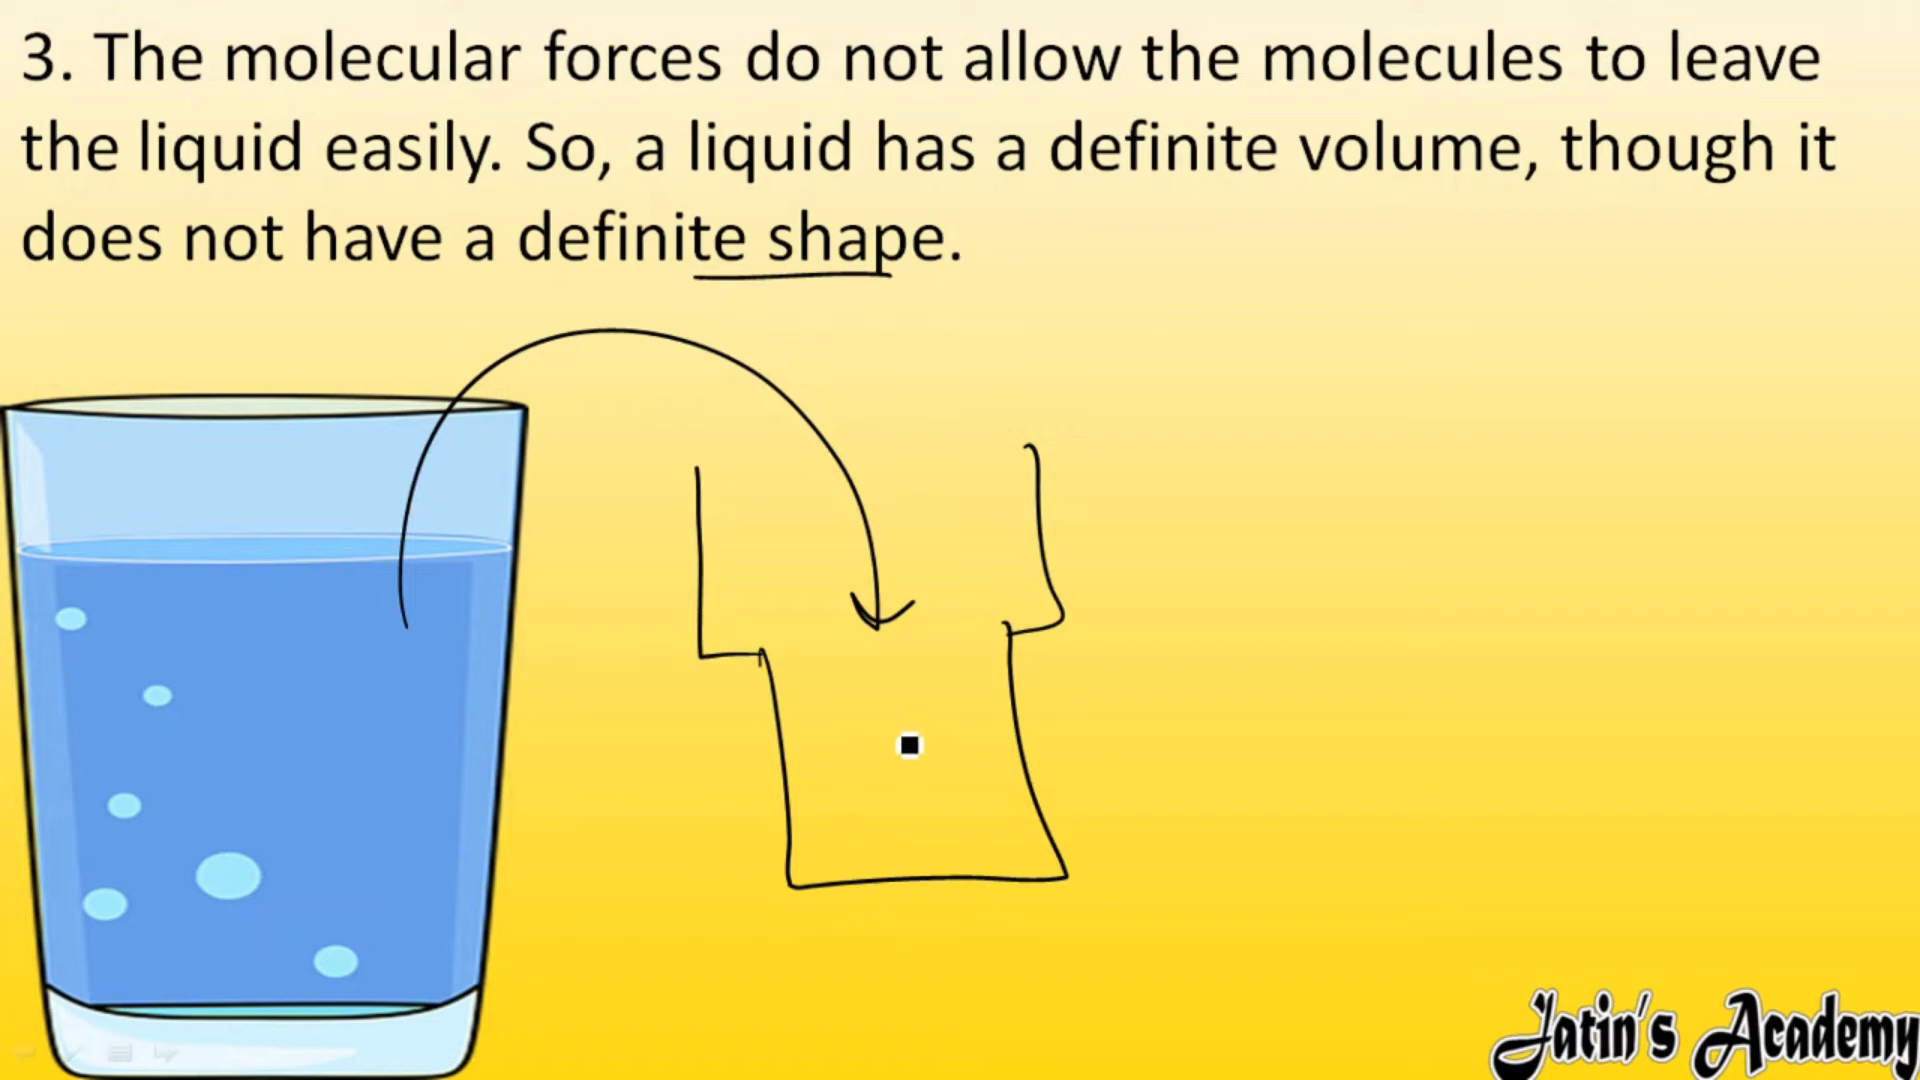 3. The molecular forces do not allow the molecules to leave
the liquid easily. So, a liquid has a definite volume, though it
does not have a definite shape.
Jatin's Academy